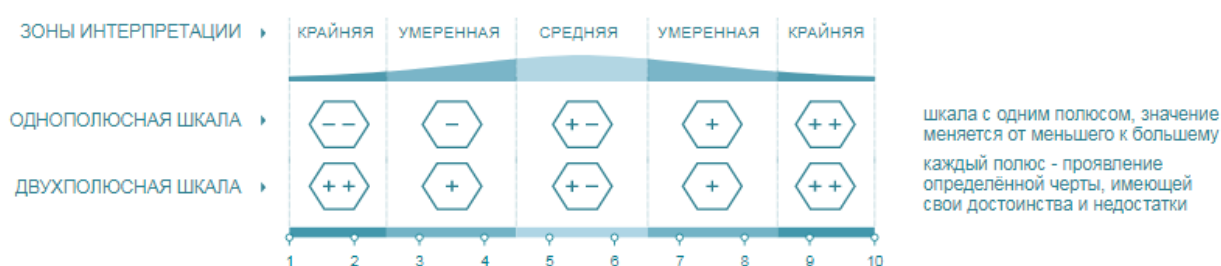 ЗОНЫ ИНТЕРПРЕТАЦИИ КРАЙНЯЯ УМЕРЕННАЯ СРЕДНЯЯ УМЕРЕННАЯ КРАЙНЯЯ
ОДНОПОЛЮСНАЯ ШКАЛА – – – + – + + +
шкала с одним полюсом, значение
меняется от меньшего к большему
ДВУХПОЛЮСНАЯ ШКАЛА + + + + – + + +
каждый полюс - проявление
определённой черты, имеющей
свои достоинства и недостатки
1 2 3 4 5 6 7 8 9 10